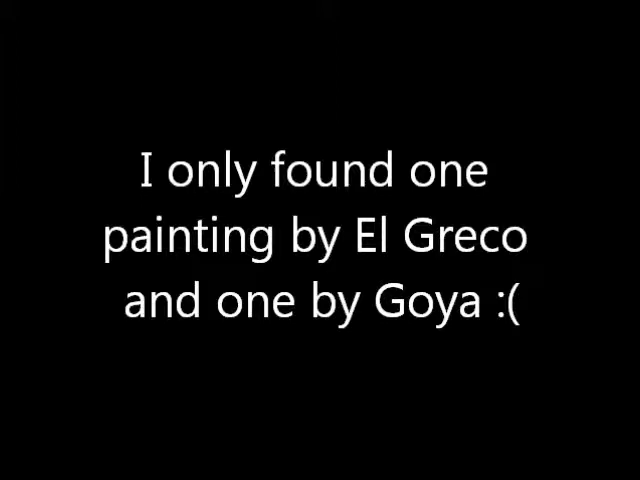 I only found one
painting by El Greco
and one by Goya :(